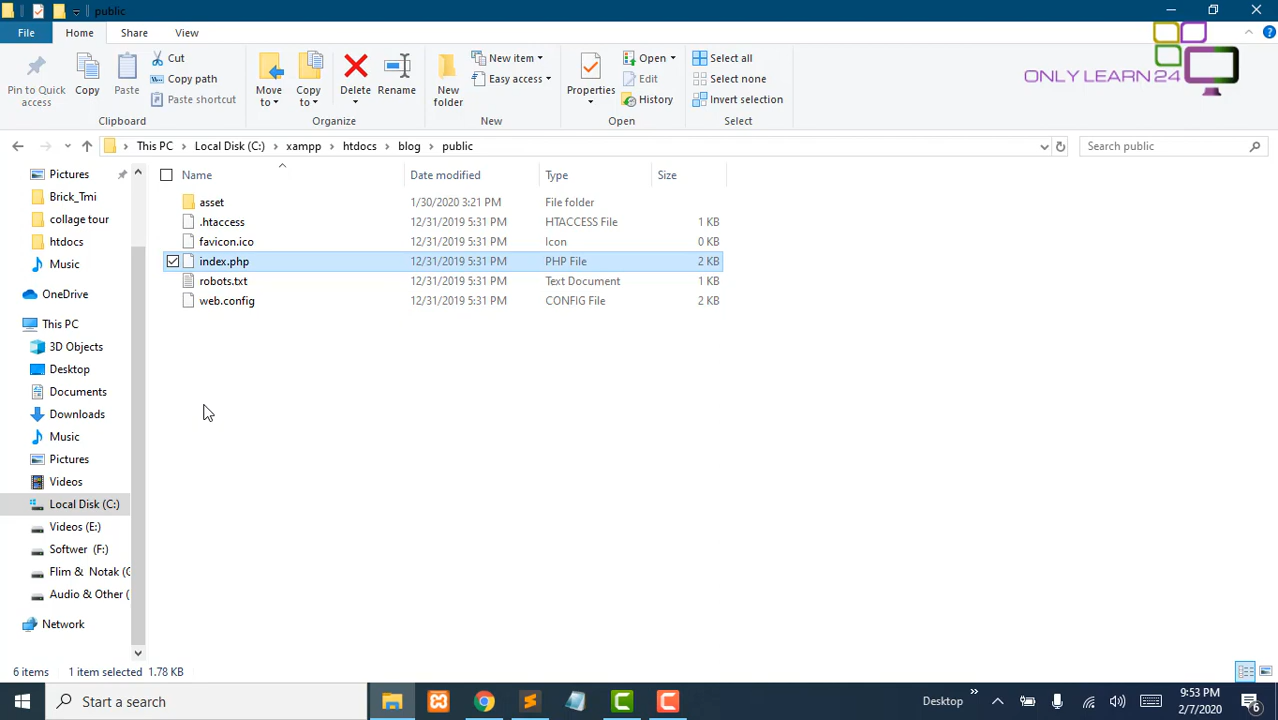 public
File Home Share View
Pin to Quick access
Copy
Paste
Cut
Copy path
Paste shortcut
Move to
Copy to
Delete
Rename
New folder
New item
Easy access
Properties
Open
Edit
History
Select all
Select none
Invert selection
Clipboard Organize New Open Select
ONLY LEARN 24
This PC Local Disk (C:) xampp htdocs blog public
Search public
Name Date modified Type Size
asset 1/30/2020 3:21 PM File folder
.htaccess 12/31/2019 5:31 PM HTACCESS File 1 KB
favicon.ico 12/31/2019 5:31 PM Icon 0 KB
index.php 12/31/2019 5:31 PM PHP File 2 KB
robots.txt 12/31/2019 5:31 PM Text Document 1 KB
web.config 12/31/2019 5:31 PM CONFIG File 2 KB
Pictures
Brick_Tmi
collage tour
htdocs
Music
OneDrive
This PC
3D Objects
Desktop
Documents
Downloads
Music
Pictures
Videos
Local Disk (C:)
Videos (E:)
Softwer (F:)
Flim & Notak (
Audio & Other (
Network
6 items 1 item selected 1.78 KB
Start a search
Desktop
9:53 PM
2/7/2020
6